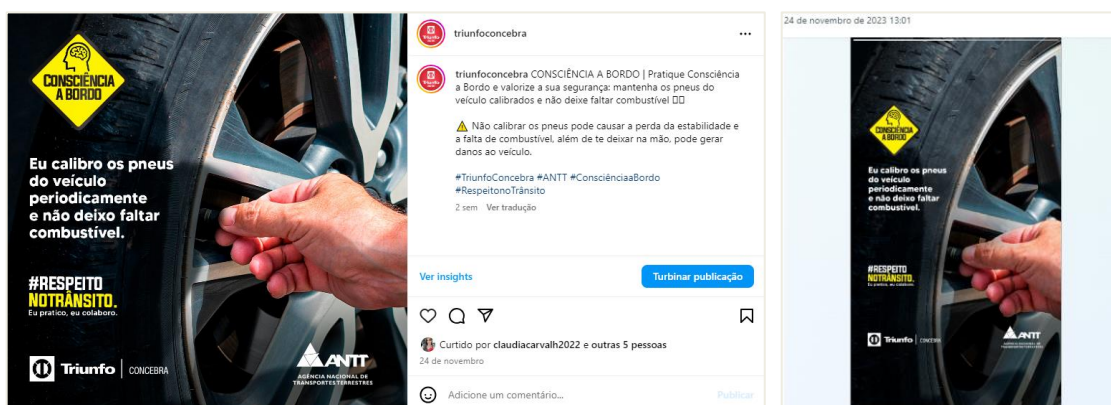 CONSCIÊNCIA
A BORDO
Eu calibro os pneus
do veículo
periodicamente
e não deixo faltar
combustível.
#RESPEITO
NOTRÂNSITO.
Eu pratico, eu colaboro.
Triunfo | CONCEBRA
ANTT
AGÊNCIA NACIONAL DE
TRANSPORTES TERRESTRES
triunfoconcebra
triunfoconcebra CONSCIÊNCIA A BORDO | Pratique Consciência
a Bordo e valorize a sua segurança: mantenha os pneus do
veículo calibrados e não deixe faltar combustível
⚠ Não calibrar os pneus pode causar a perda da estabilidade e
a falta de combustível, além de te deixar na mão, pode gerar
danos ao veículo.
#TriunfoConcebra #ANTT #ConsciênciaaBordo
#RespeitonoTrânsito
2 sem Ver tradução
Ver insights
Turbinar publicação
Curtido por claudiacarvalh2022 e outras 5 pessoas
24 de novembro
Adicione um comentário...
Publicar
24 de novembro de 2023 13:01
CONSCIÊNCIA
A BORDO
Eu calibro os pneus
do veículo
periodicamente
e não deixo faltar
combustível.
#RESPEITO
NOTRÂNSITO.
Eu pratico, eu colaboro.
Triunfo | CONCEBRA
ANTT